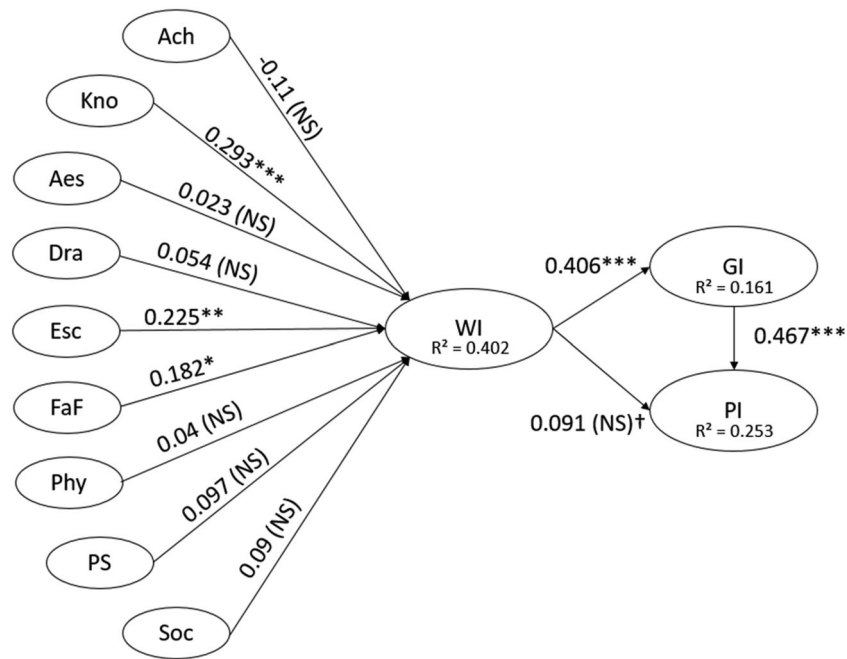 Ach
-0.11 (NS)
Kno
0.293***
Aes
0.023 (NS)
Dra
0.054 (NS)
Esc
0.225**
FaF
0.182*
Phy
0.04 (NS)
PS
0.097 (NS)
Soc
0.09 (NS)
WI
R² = 0.402
0.406***
GI
R² = 0.161
0.467***
0.091 (NS)†
PI
R² = 0.253